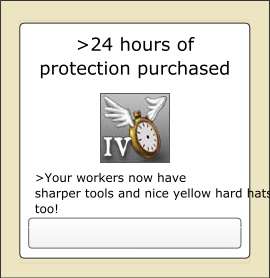 >24 hours of
protection purchased
IV
>Your workers now have
sharper tools and nice yellow hard hats
too!